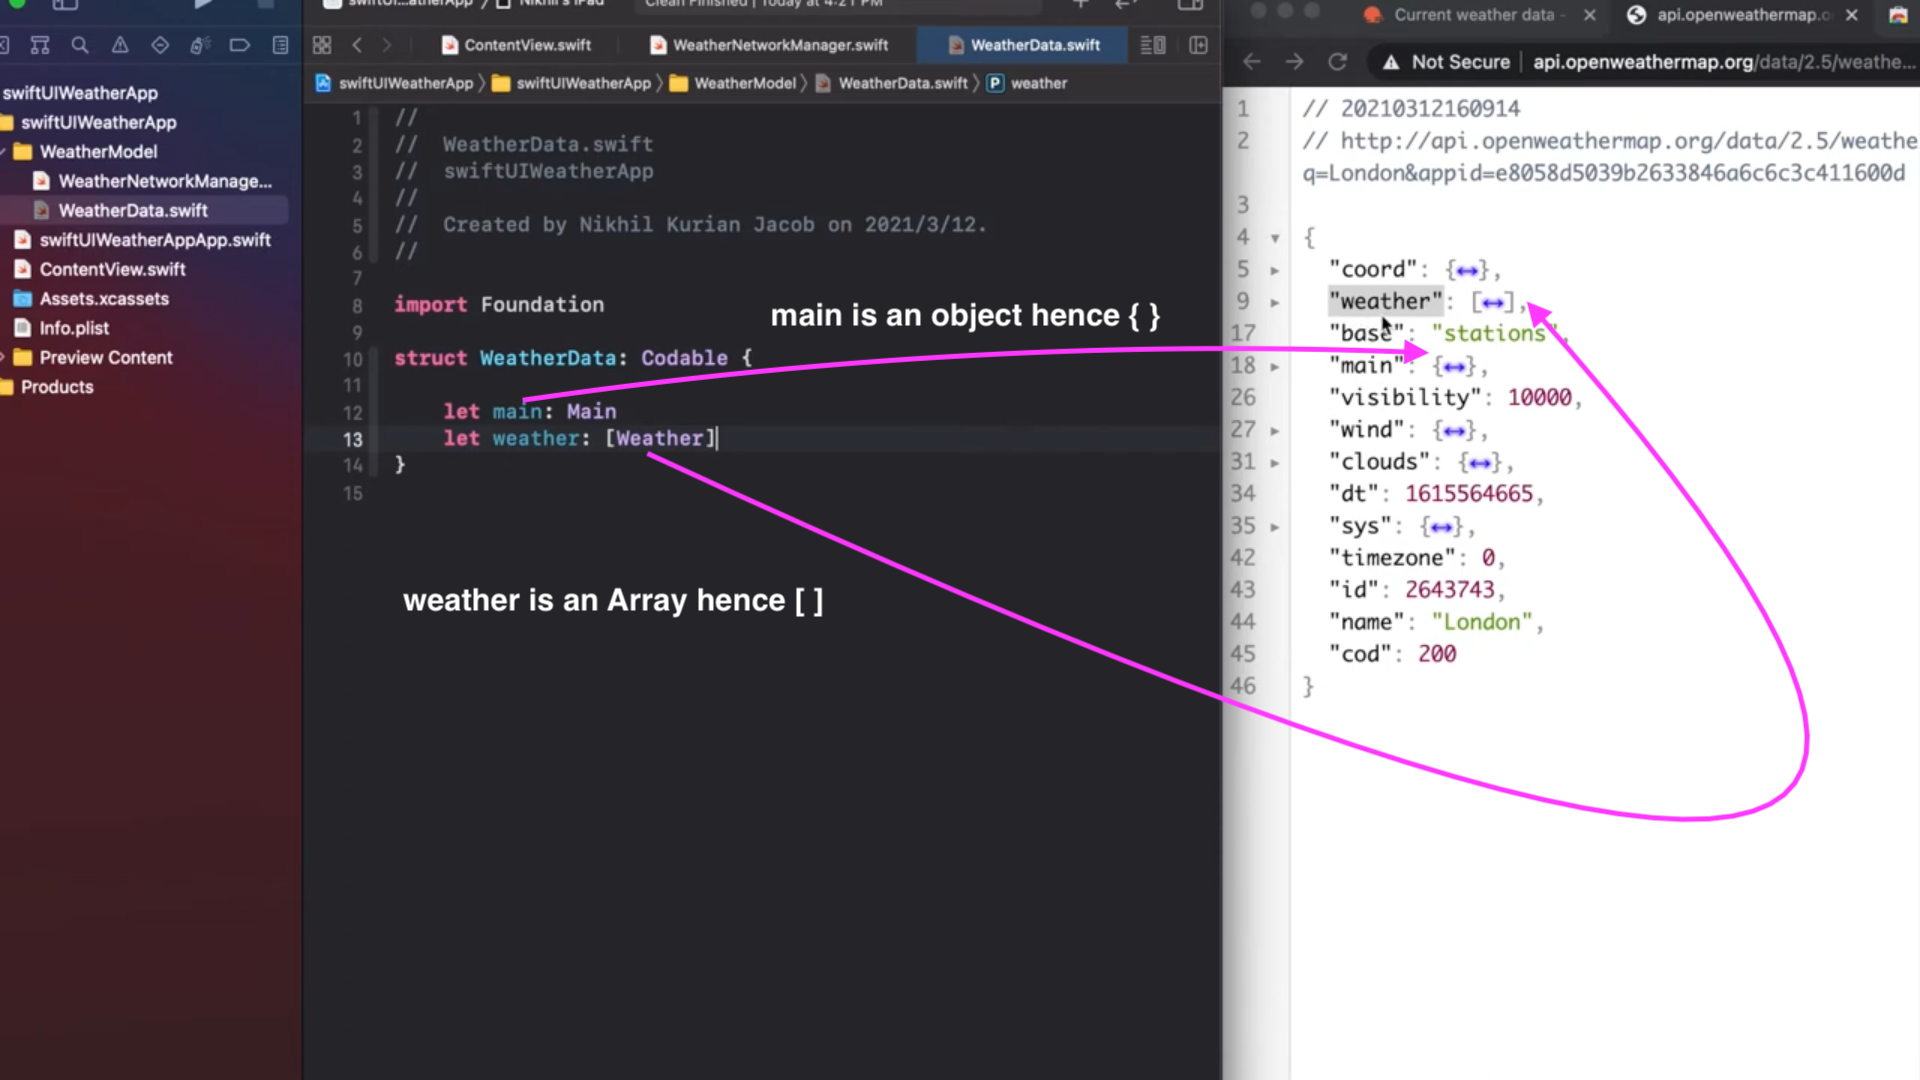 swiftUI...atherApp
Nikhil's iPad
Clean Finished | Today at 4:21 PM
swiftUIWeatherApp
swiftUIWeatherApp
WeatherModel
WeatherNetworkManage...
WeatherData.swift
swiftUIWeatherAppApp.swift
ContentView.swift
Assets.xcassets
Info.plist
Preview Content
Products
ContentView.swift
WeatherNetworkManager.swift
WeatherData.swift
swiftUIWeatherApp 〉 swiftUIWeatherApp 〉 WeatherModel 〉 WeatherData.swift 〉 P weather
1 //
2 // WeatherData.swift
3 // swiftUIWeatherApp
4 //
5 // Created by Nikhil Kurian Jacob on 2021/3/12.
6 //
7
8 import Foundation
9
10 struct WeatherData: Codable {
11
12 let main: Main
13 let weather: [Weather]
14 }
15
main is an object hence { }
weather is an Array hence [ ]
Current weather data -
api.openweathermap.o
Not Secure | api.openweathermap.org/data/2.5/weathe...
1 // 20210312160914
2 // http://api.openweathermap.org/data/2.5/weathe
q=London&appid=e8058d5039b2633846a6c6c3c411600d
3
4 {
5 "coord": {↔},
9 "weather": [↔],
17 "base": "stations",
18 "main": {↔},
26 "visibility": 10000,
27 "wind": {↔},
31 "clouds": {↔},
34 "dt": 1615564665,
35 "sys": {↔},
42 "timezone": 0,
43 "id": 2643743,
44 "name": "London",
45 "cod": 200
46 }